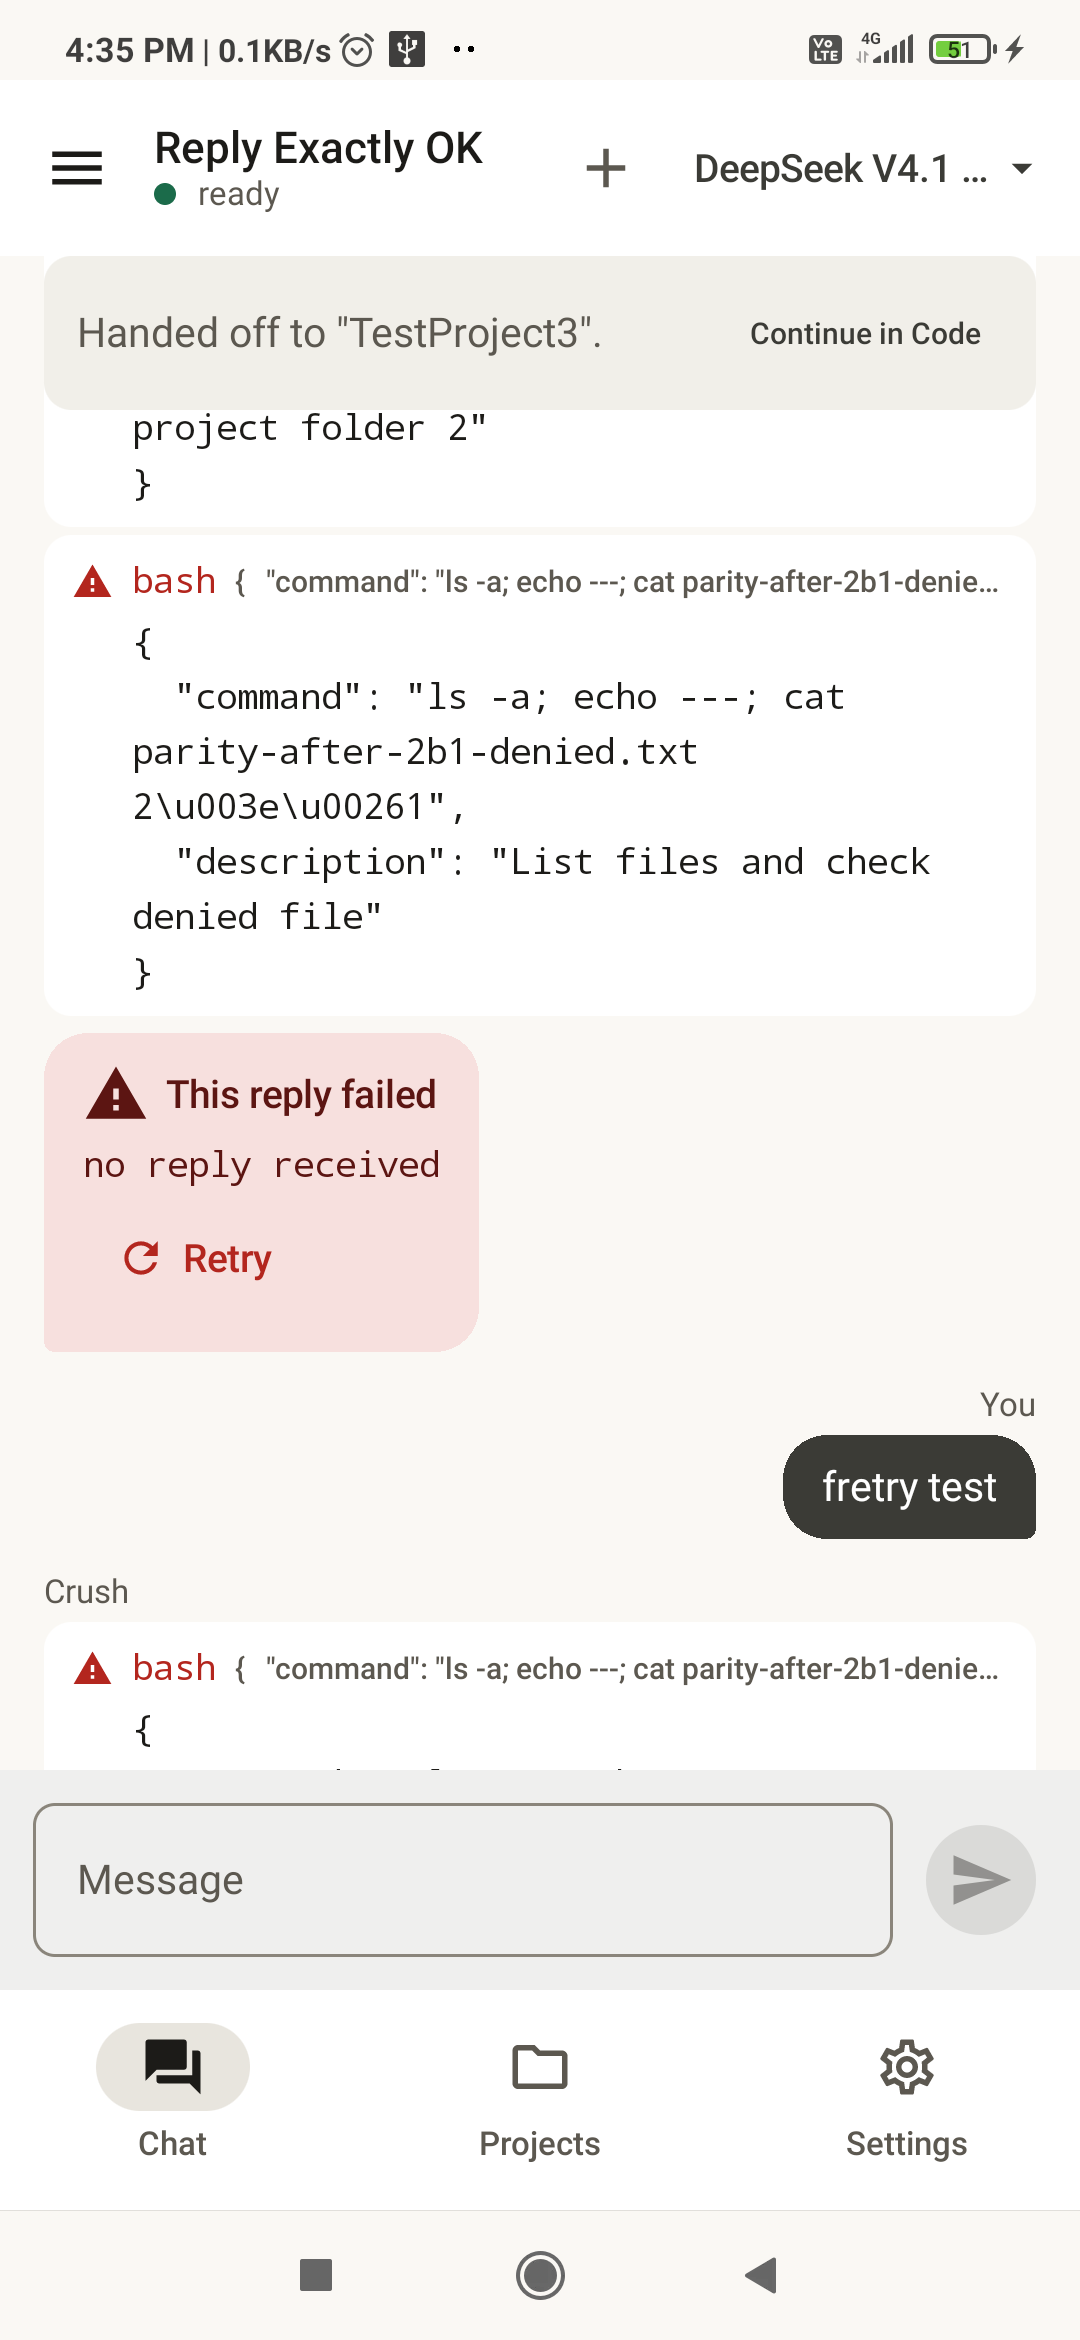 4:35 PM | 0.1KB/s
Vo LTE 4G 51
Reply Exactly OK
ready
DeepSeek V4.1 ...
Handed off to "TestProject3".
Continue in Code
project folder 2"
}
bash { "command": "ls -a; echo ---; cat parity-after-2b1-denie...
{
"command": "ls -a; echo ---; cat
parity-after-2b1-denied.txt
2\u003e\u00261",
"description": "List files and check
denied file"
}
This reply failed
no reply received
Retry
You
fretry test
Crush
bash { "command": "ls -a; echo ---; cat parity-after-2b1-denie...
{
Message
Chat
Projects
Settings